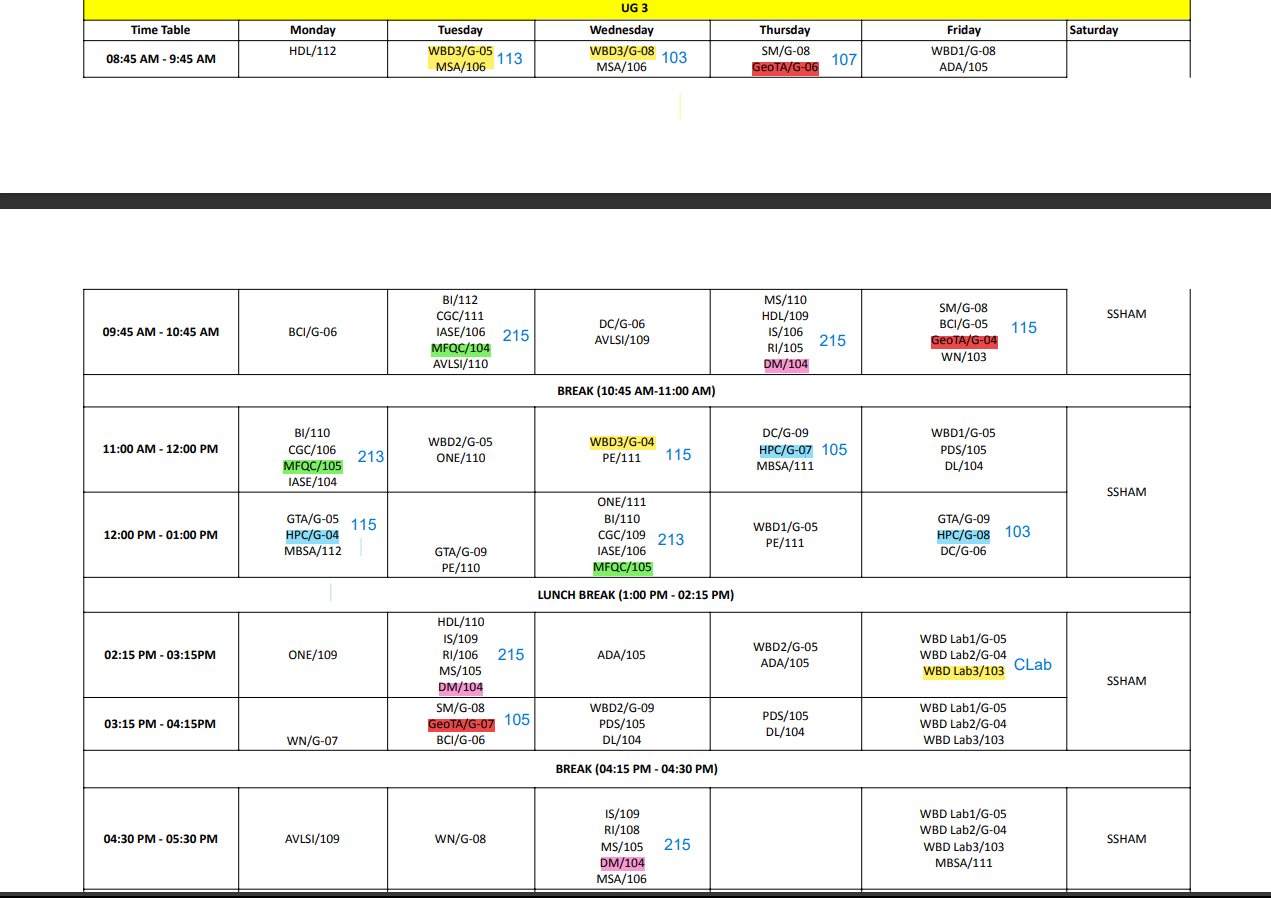 UG 3
Time Table Monday Tuesday Wednesday Thursday Friday Saturday
08:45 AM - 9:45 AM
HDL/112
WBD3/G-05
MSA/106
113
WBD3/G-08
MSA/106
103
SM/G-08
GeoTA/G-06
107
WBD1/G-08
ADA/105
09:45 AM - 10:45 AM
BCI/G-06
BI/112
CGC/111
IASE/106
MFQC/104
AVLSI/110
215
DC/G-06
AVLSI/109
MS/110
HDL/109
IS/106
RI/105
DM/104
215
SM/G-08
BCI/G-05
GeoTA/G-04
WN/103
115
SSHAM
BREAK (10:45 AM-11:00 AM)
11:00 AM - 12:00 PM
BI/110
CGC/106
MFQC/105
IASE/104
213
WBD2/G-05
ONE/110
WBD3/G-04
PE/111
115
DC/G-09
HPC/G-07
MBSA/111
105
WBD1/G-05
PDS/105
DL/104
SSHAM
12:00 PM - 01:00 PM
GTA/G-05
HPC/G-04
MBSA/112
115
GTA/G-09
PE/110
ONE/111
BI/110
CGC/109
IASE/106
MFQC/105
213
WBD1/G-05
PE/111
GTA/G-09
HPC/G-08
DC/G-06
103
LUNCH BREAK (1:00 PM - 02:15 PM)
02:15 PM - 03:15PM
ONE/109
HDL/110
IS/109
RI/106
MS/105
DM/104
215
ADA/105
WBD2/G-05
ADA/105
WBD Lab1/G-05
WBD Lab2/G-04
WBD Lab3/103
CLab
SSHAM
03:15 PM - 04:15PM
WN/G-07
SM/G-08
GeoTA/G-07
BCI/G-06
105
WBD2/G-09
PDS/105
DL/104
PDS/105
DL/104
WBD Lab1/G-05
WBD Lab2/G-04
WBD Lab3/103
BREAK (04:15 PM - 04:30 PM)
04:30 PM - 05:30 PM
AVLSI/109
WN/G-08
IS/109
RI/108
MS/105
DM/104
MSA/106
215
WBD Lab1/G-05
WBD Lab2/G-04
WBD Lab3/103
MBSA/111
SSHAM